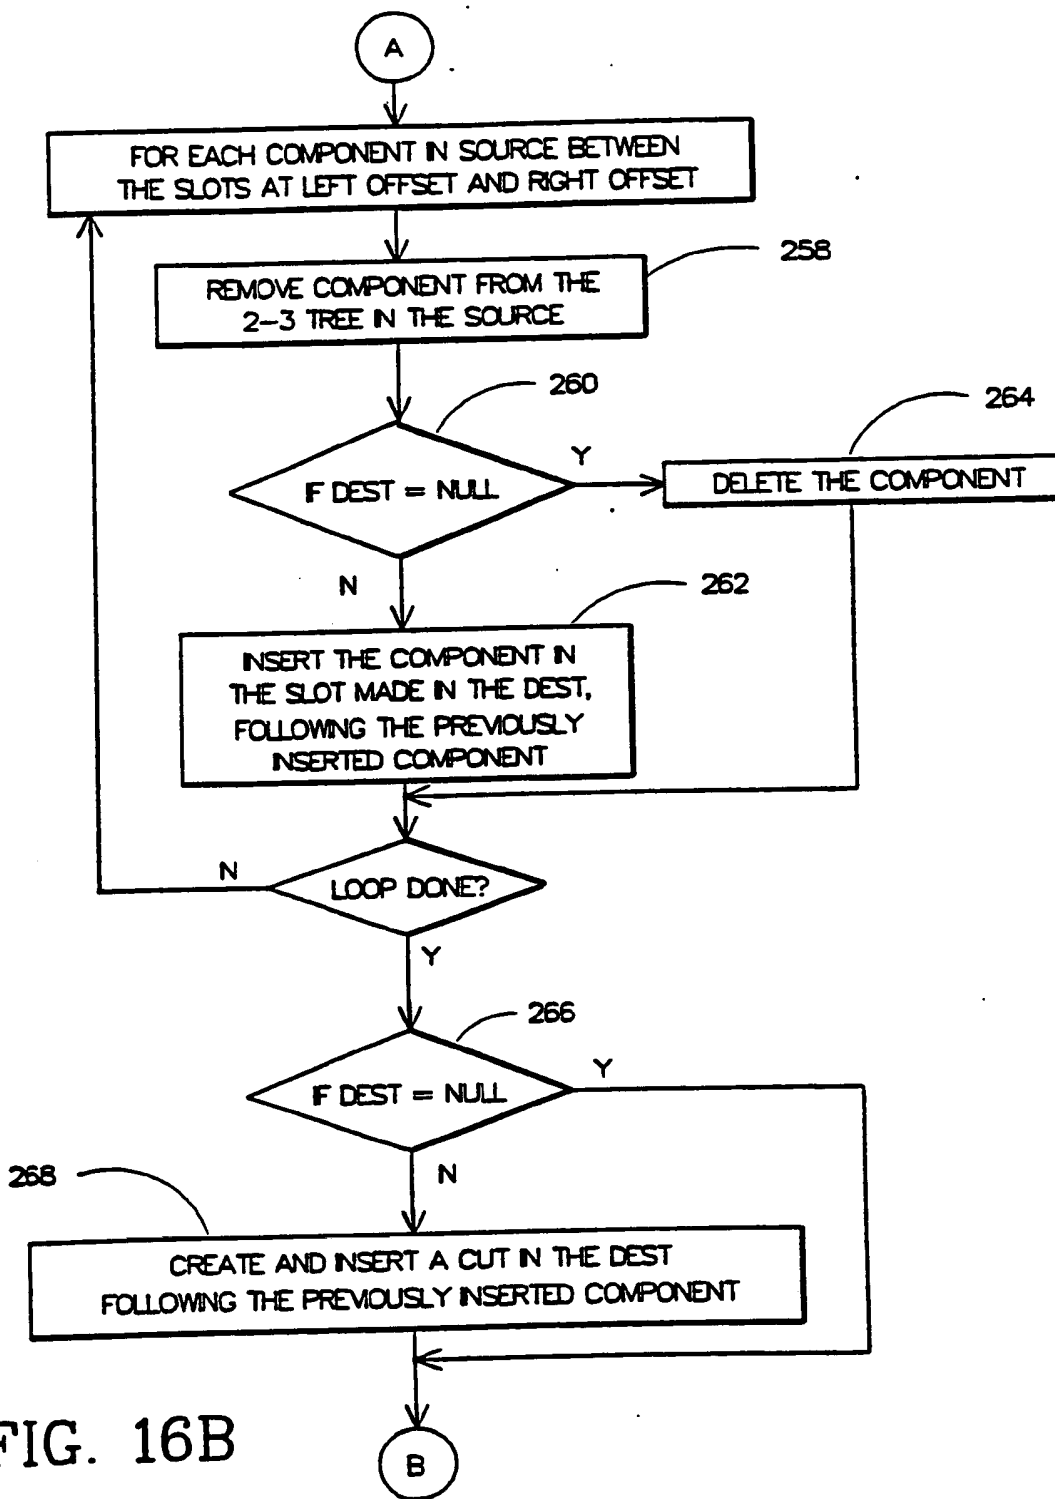 A
FOR EACH COMPONENT IN SOURCE BETWEEN
THE SLOTS AT LEFT OFFSET AND RIGHT OFFSET
258
REMOVE COMPONENT FROM THE
2-3 TREE IN THE SOURCE
260
264
IF DEST = NULL
Y
DELETE THE COMPONENT
N
262
INSERT THE COMPONENT IN
THE SLOT MADE IN THE DEST,
FOLLOWING THE PREVIOUSLY
INSERTED COMPONENT
N
LOOP DONE?
Y
266
IF DEST = NULL
Y
N
268
CREATE AND INSERT A CUT IN THE DEST
FOLLOWING THE PREVIOUSLY INSERTED COMPONENT
FIG. 16B
B